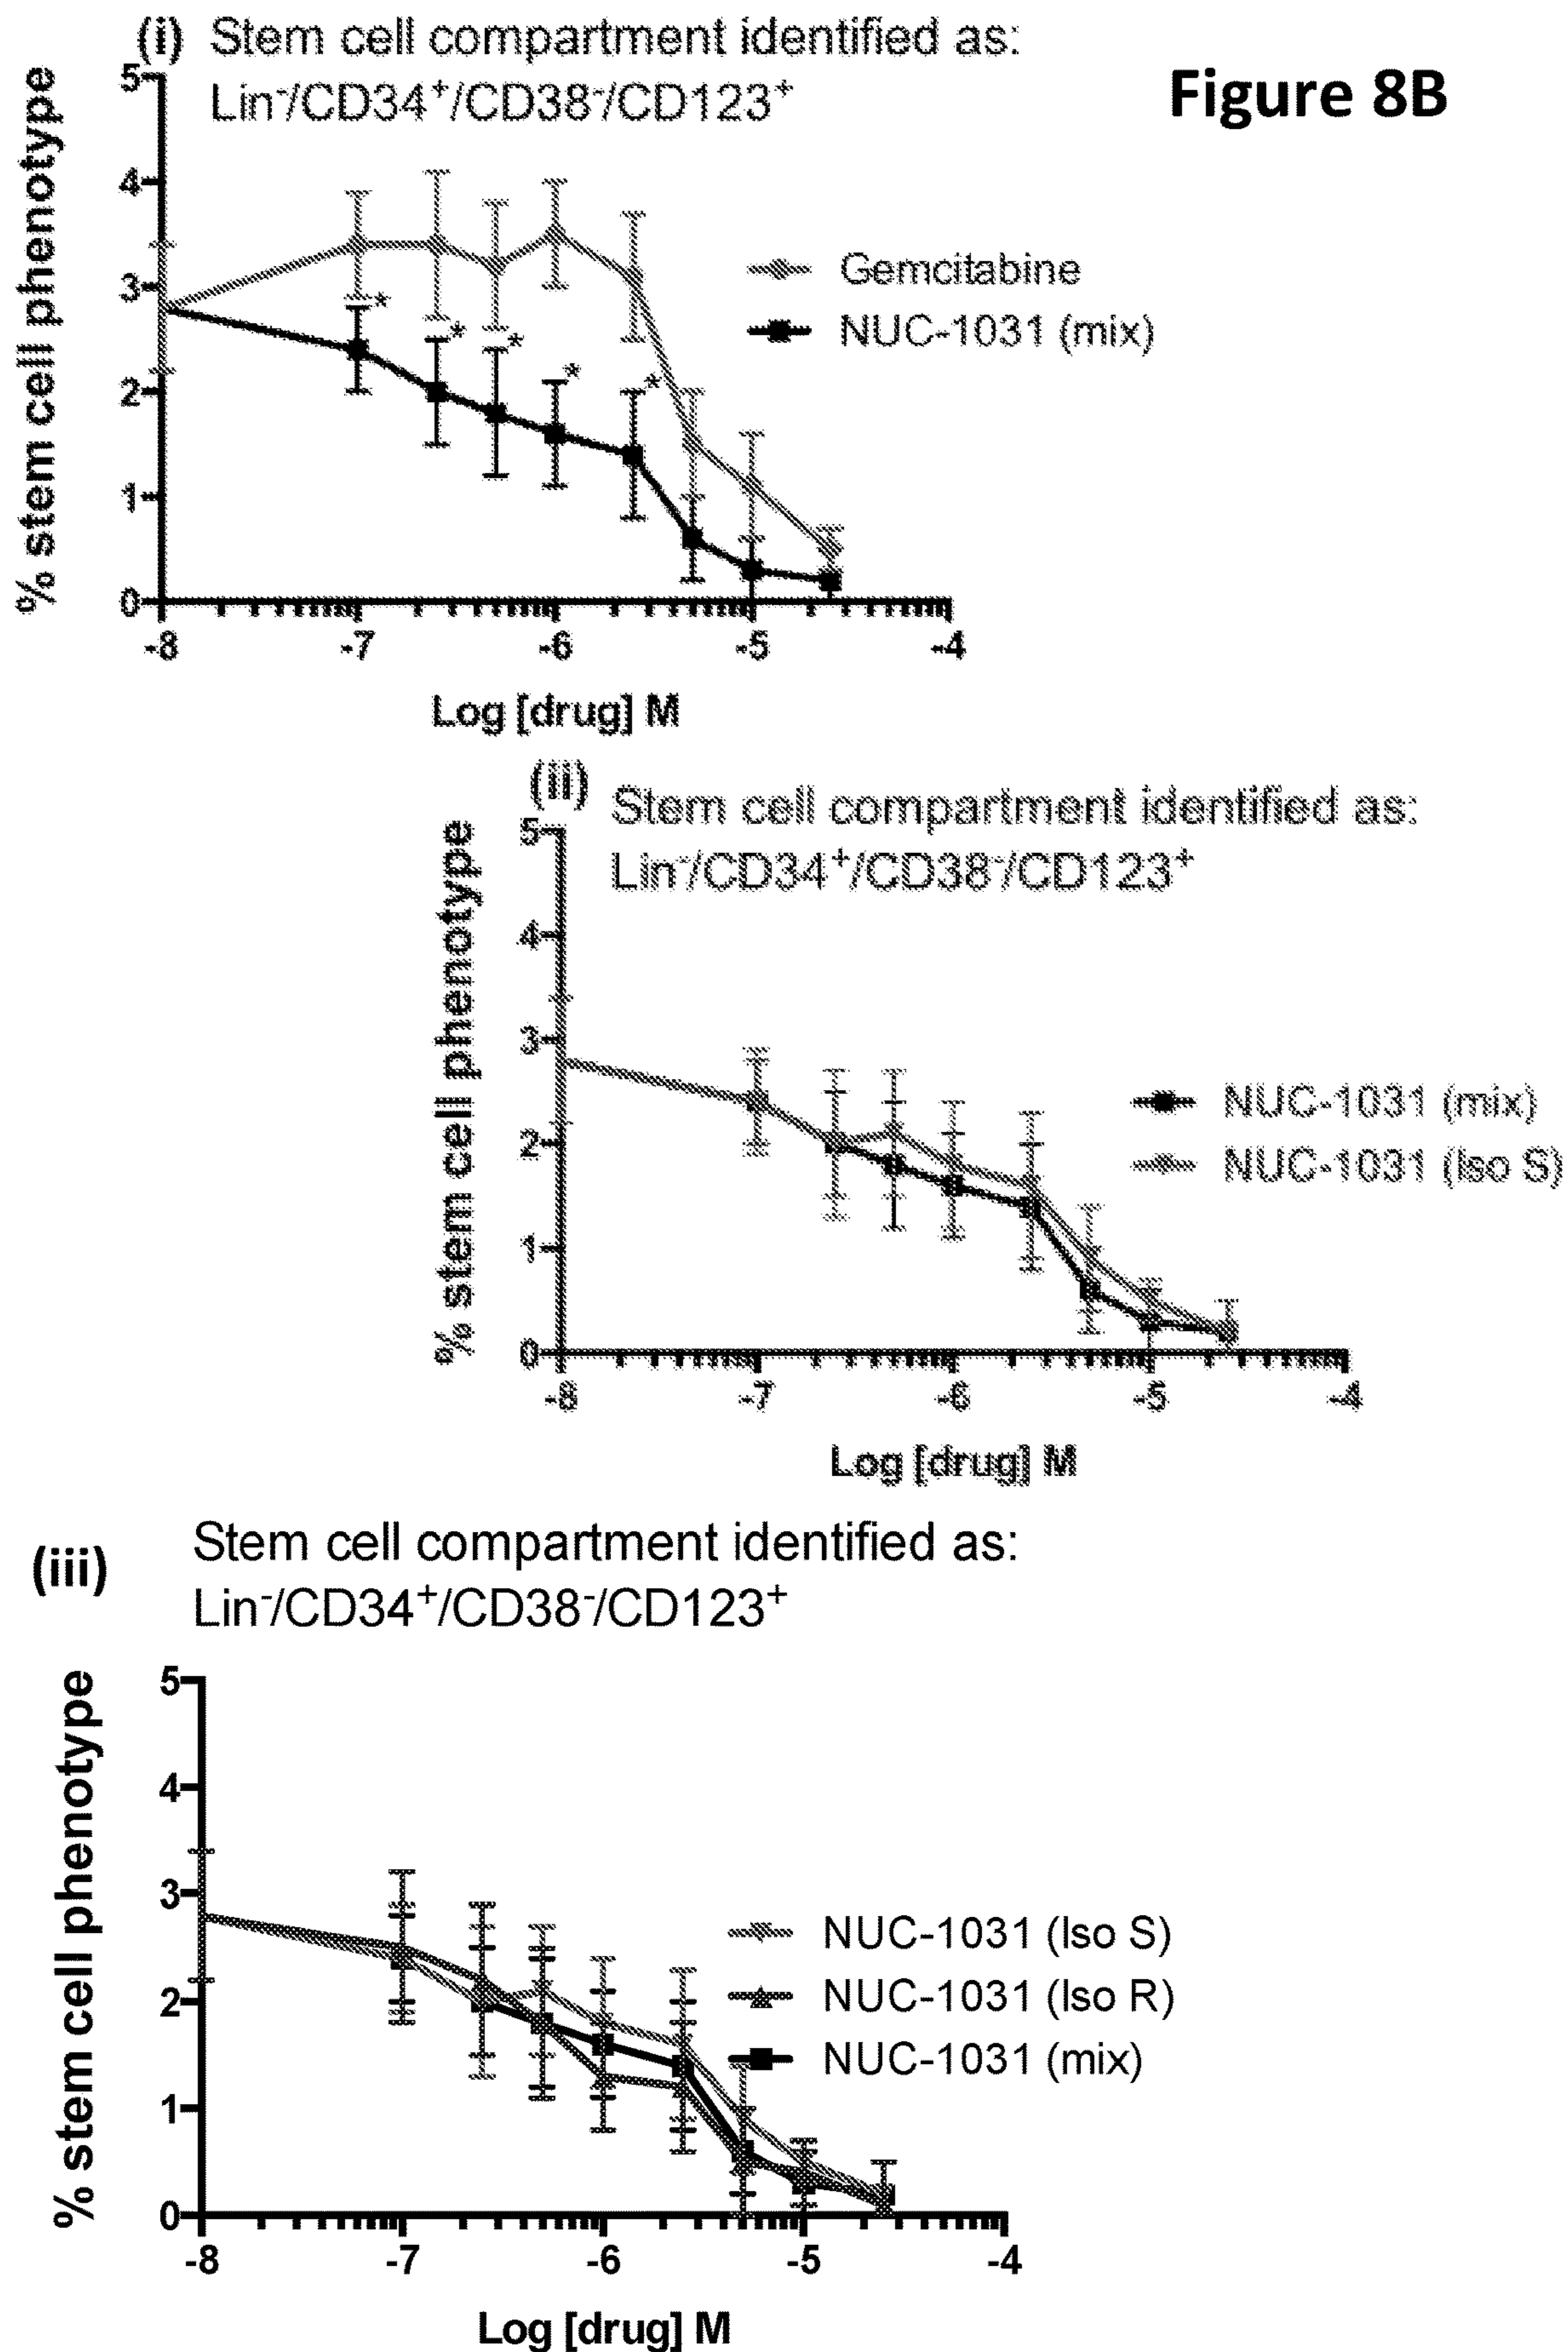 (i) Stem cell compartment identified as:
Lin⁻/CD34⁺/CD38⁻/CD123⁺
Figure 8B
% stem cell phenotype
5
4
3
2
1
0
* * * * *
Gemcitabine
NUC-1031 (mix)
-8 -7 -6 -5 -4
Log [drug] M
(ii) Stem cell compartment identified as:
Lin⁻/CD34⁺/CD38⁻/CD123⁺
% stem cell phenotype
5
4
3
2
1
0
NUC-1031 (mix)
NUC-1031 (Iso S)
-8 -7 -6 -5 -4
Log [drug] M
(iii) Stem cell compartment identified as:
Lin⁻/CD34⁺/CD38⁻/CD123⁺
% stem cell phenotype
5
4
3
2
1
0
NUC-1031 (Iso S)
NUC-1031 (Iso R)
NUC-1031 (mix)
-8 -7 -6 -5 -4
Log [drug] M